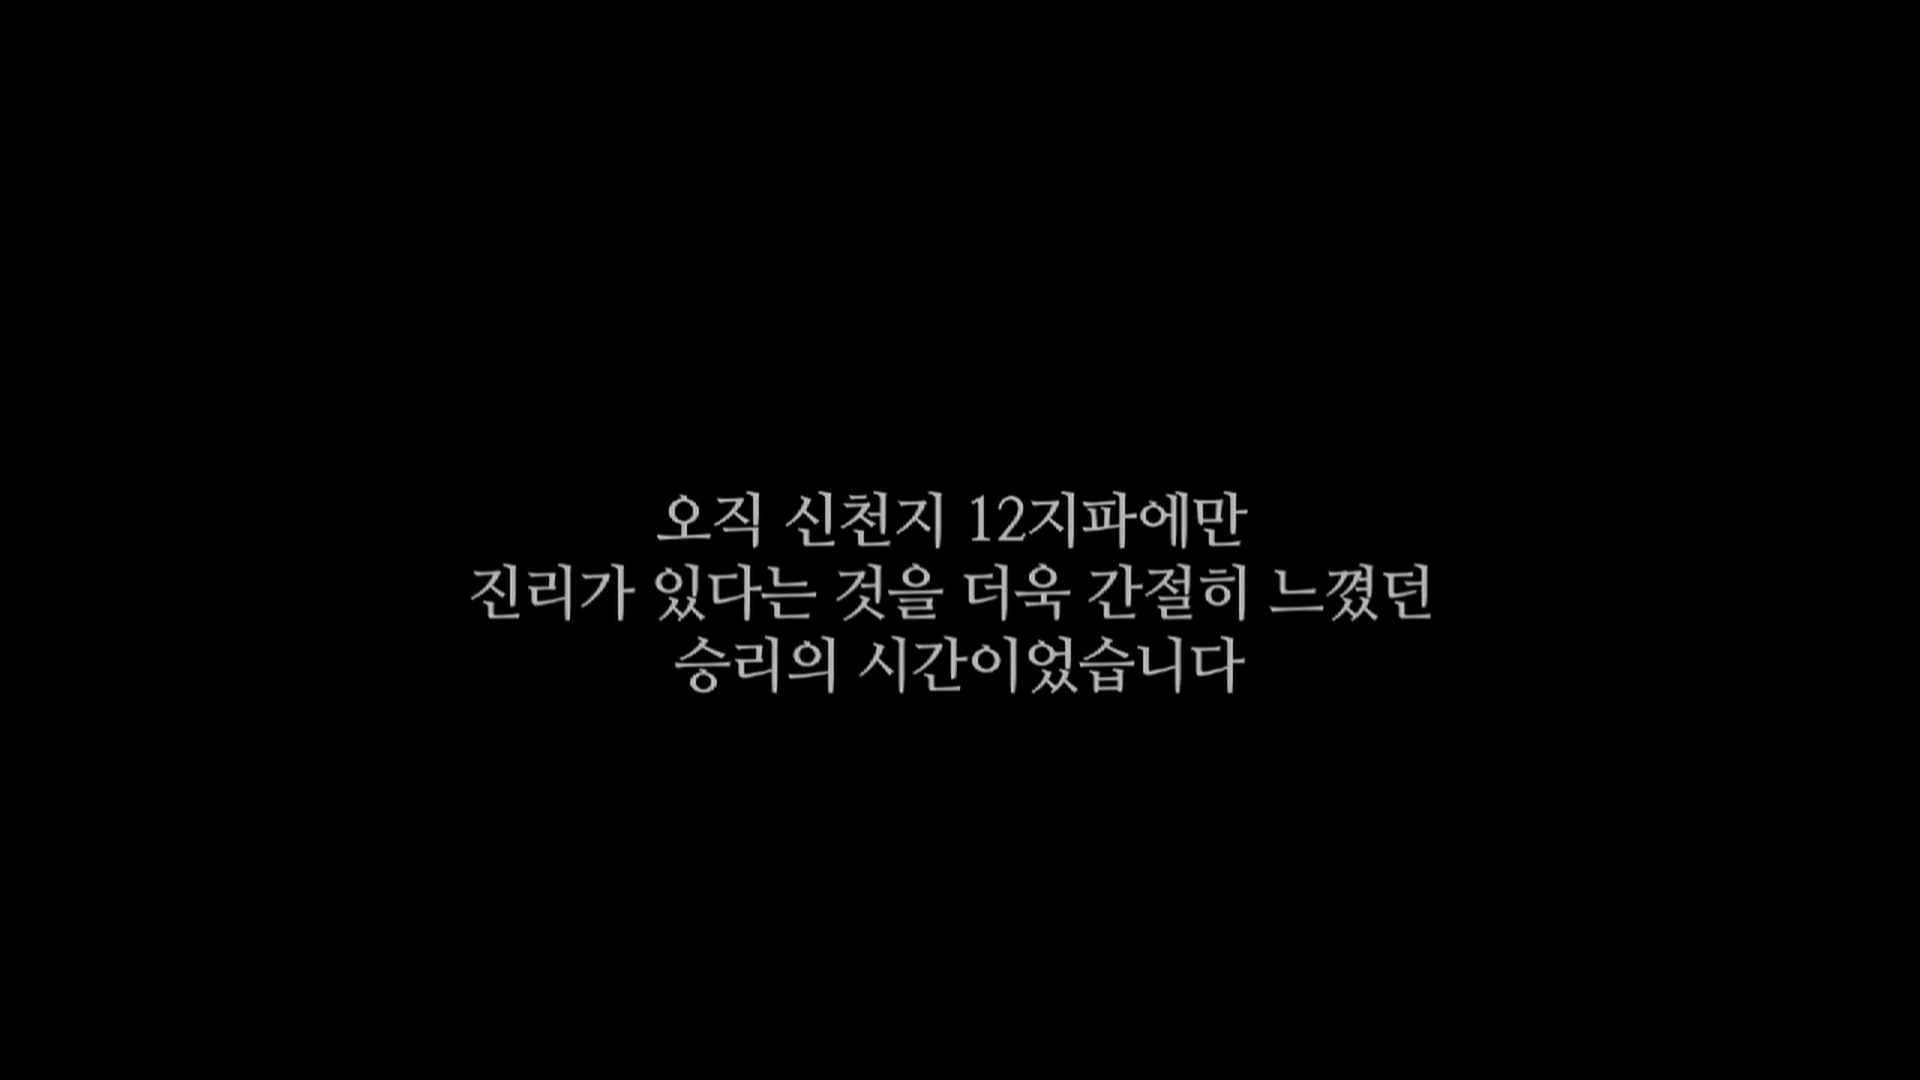 오직 신천지 12지파에만
진리가 있다는 것을 더욱 간절히 느꼈던
승리의 시간이었습니다